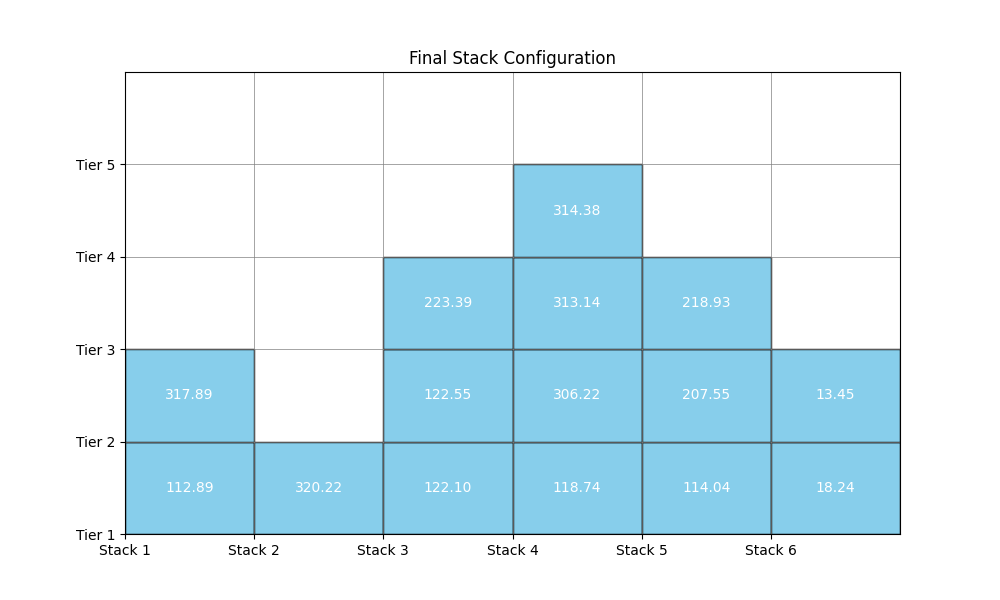 Final Stack Configuration
Tier 5
314.38
Tier 4
223.39 313.14 218.93
Tier 3
317.89 122.55 306.22 207.55 13.45
Tier 2
112.89 320.22 122.10 118.74 114.04 18.24
Tier 1
Stack 1 Stack 2 Stack 3 Stack 4 Stack 5 Stack 6